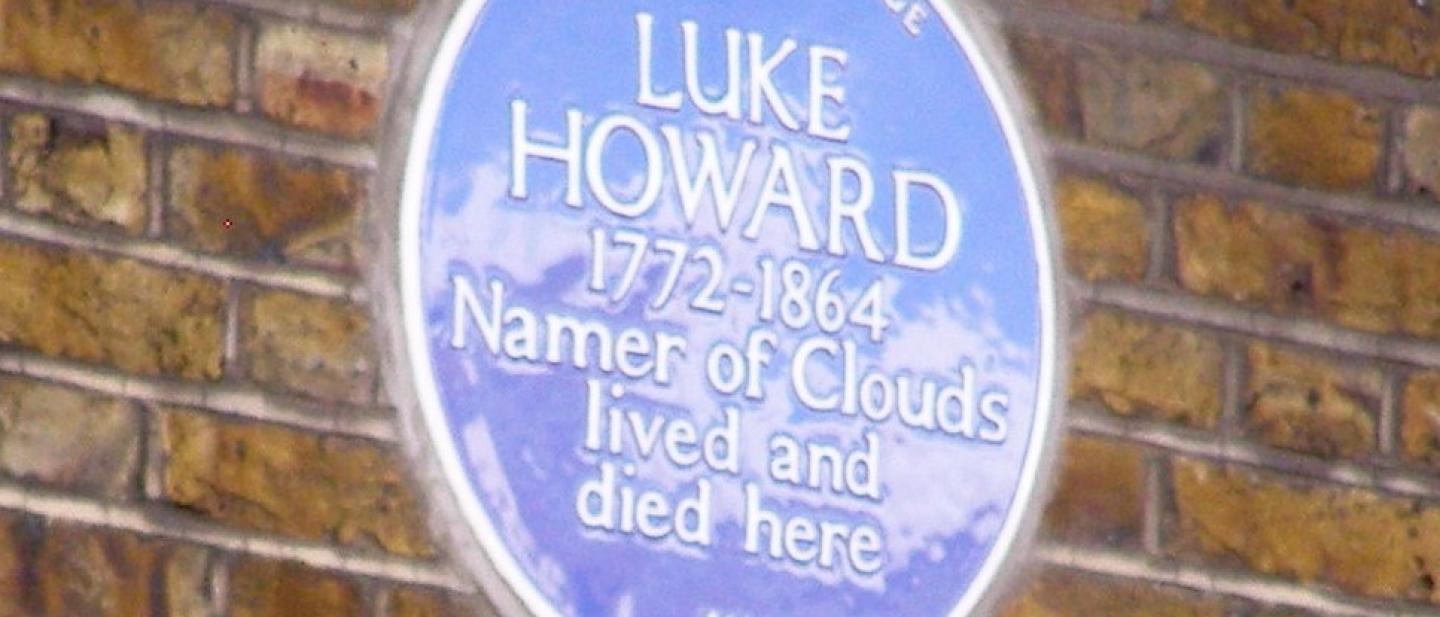 LUKE
HOWARD
1772-1864
Namer of Clouds
lived and
died here